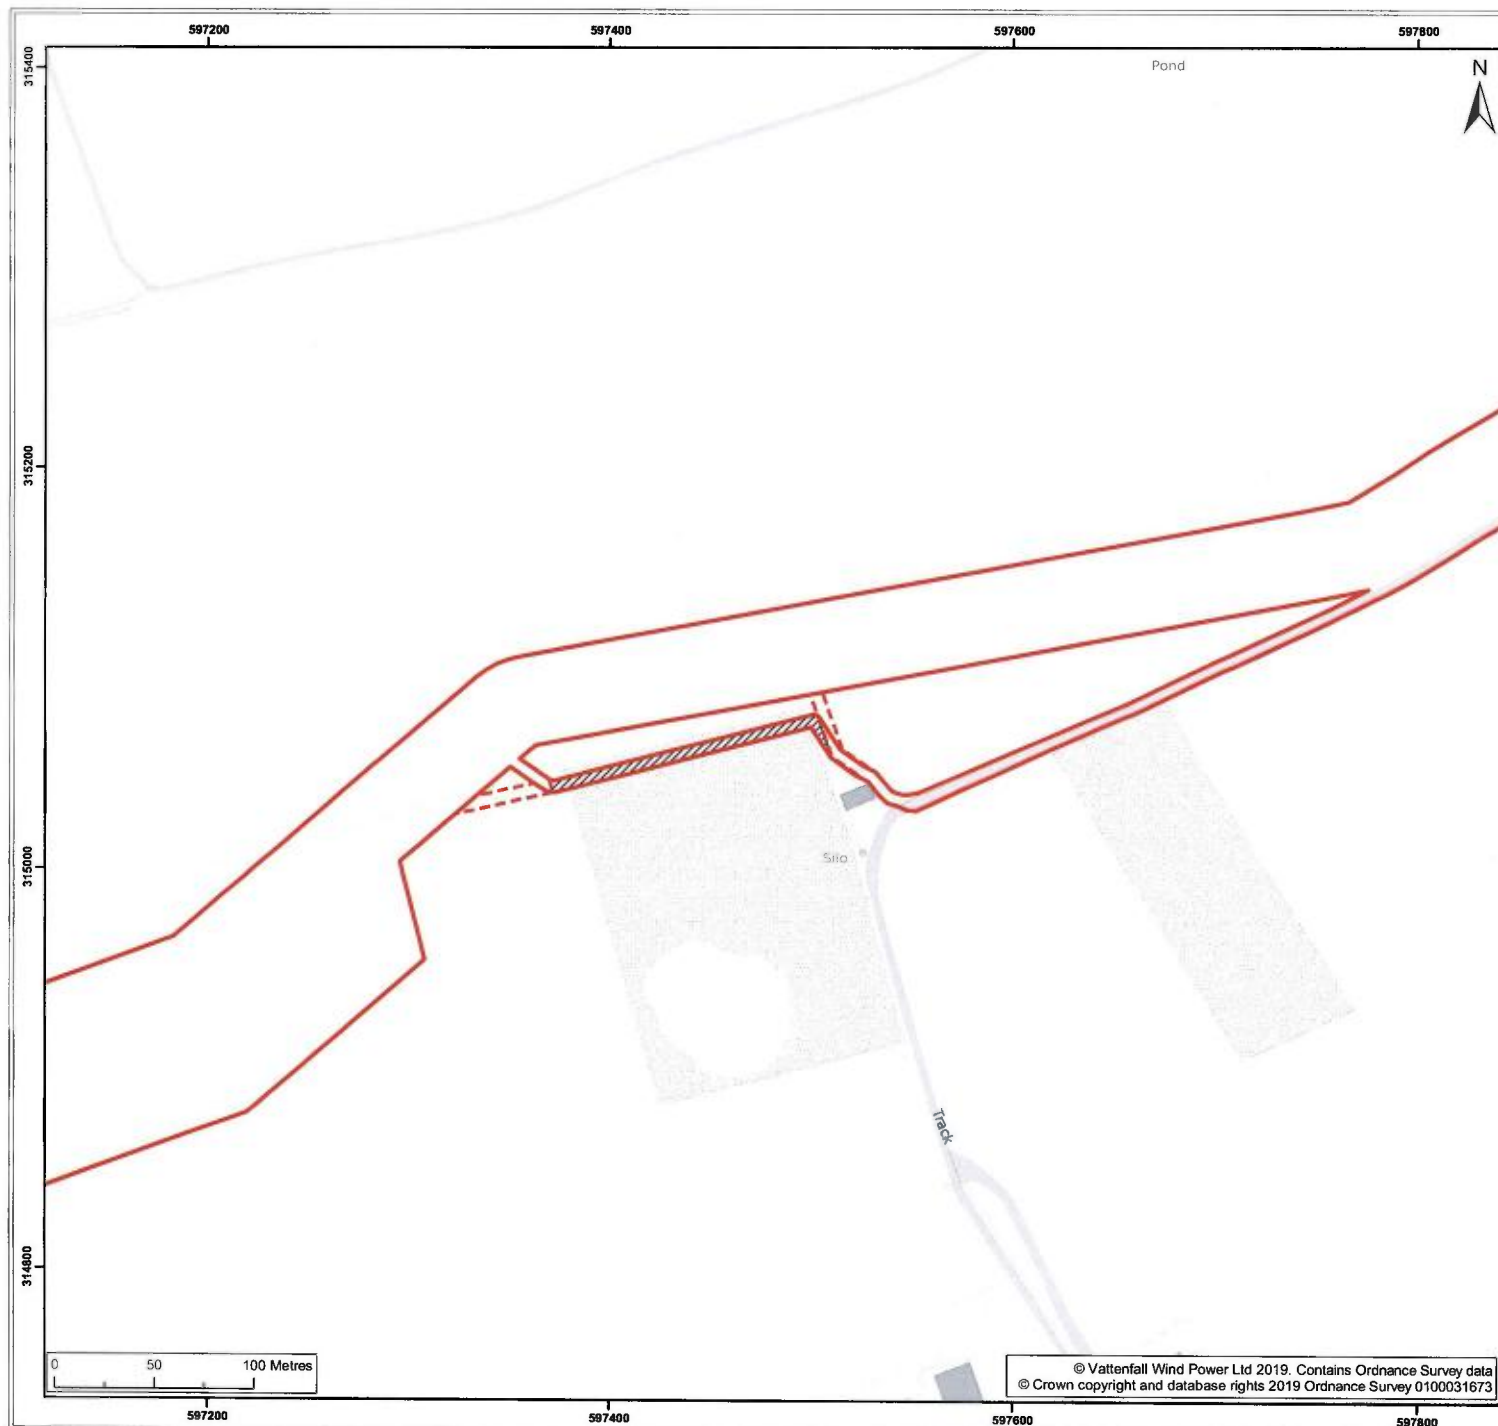 597200 597400 597600 597800
315400
Pond
N
315200
315000
Silo
Track
314800
0 50 100 Metres
© Vattenfall Wind Power Ltd 2019. Contains Ordnance Survey data
© Crown copyright and database rights 2019 Ordnance Survey 0100031673
597200 597400 597600 597800